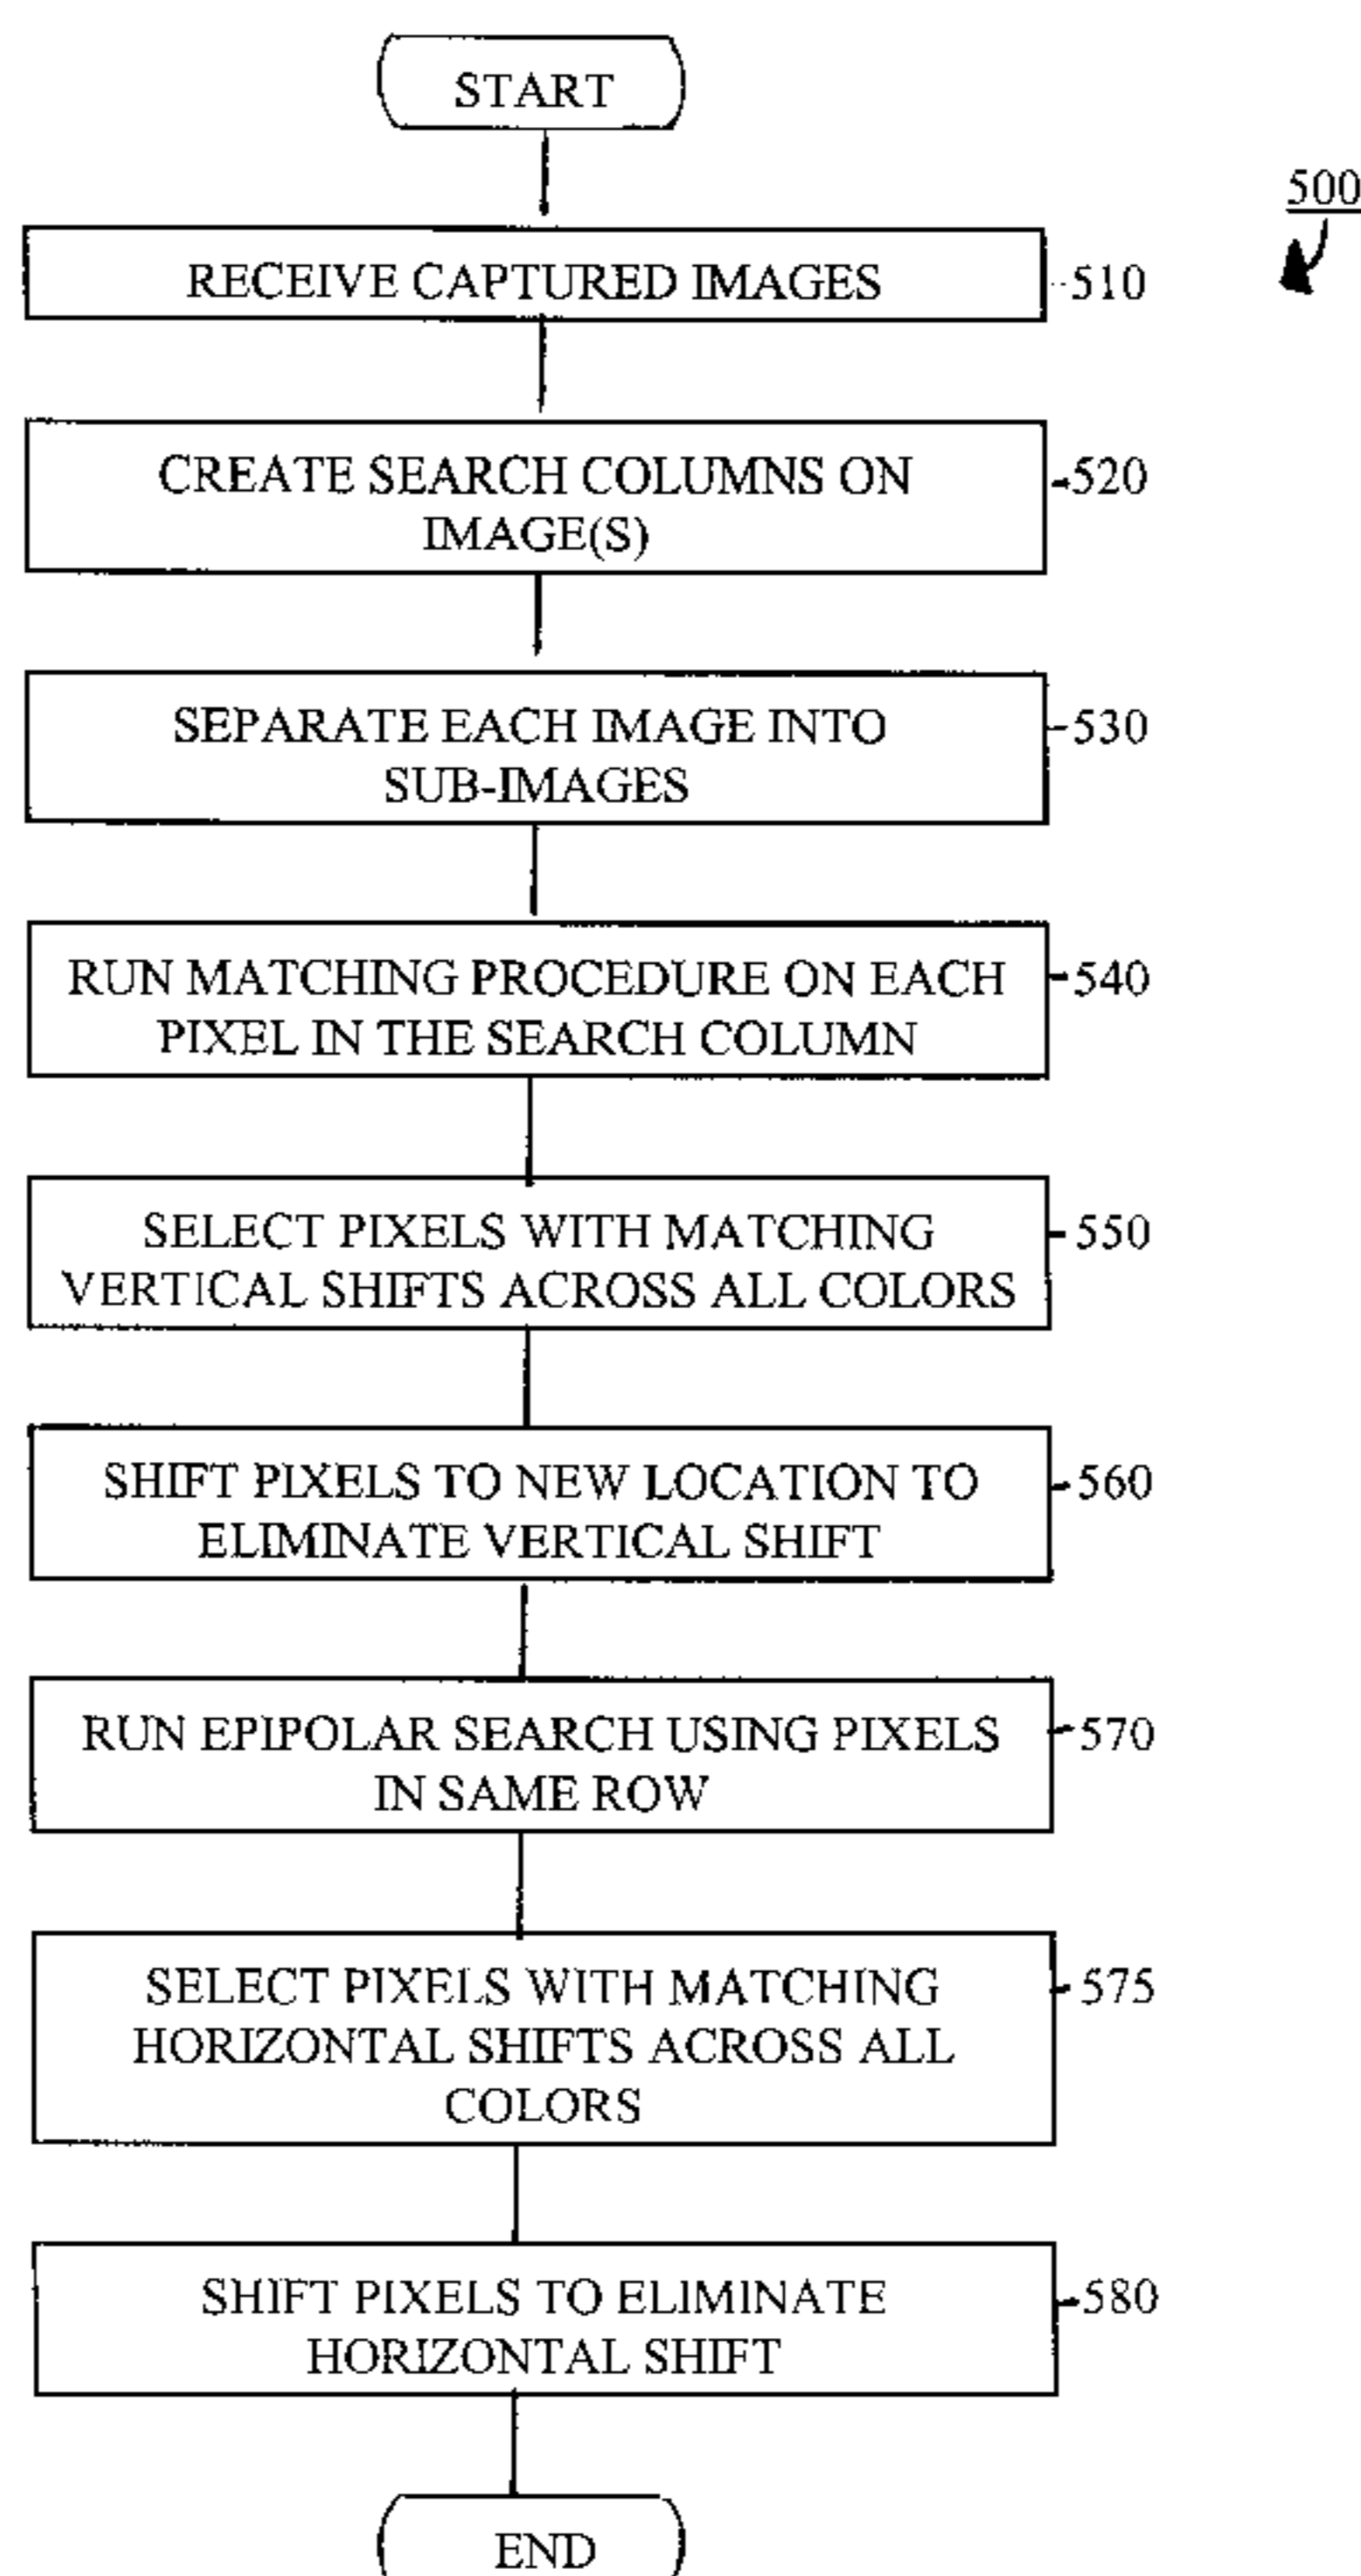 START
500
RECEIVE CAPTURED IMAGES
510
CREATE SEARCH COLUMNS ON
IMAGE(S)
520
SEPARATE EACH IMAGE INTO
SUB-IMAGES
530
RUN MATCHING PROCEDURE ON EACH
PIXEL IN THE SEARCH COLUMN
540
SELECT PIXELS WITH MATCHING
VERTICAL SHIFTS ACROSS ALL COLORS
550
SHIFT PIXELS TO NEW LOCATION TO
ELIMINATE VERTICAL SHIFT
560
RUN EPIPOLAR SEARCH USING PIXELS
IN SAME ROW
570
SELECT PIXELS WITH MATCHING
HORIZONTAL SHIFTS ACROSS ALL
COLORS
575
SHIFT PIXELS TO ELIMINATE
HORIZONTAL SHIFT
580
END